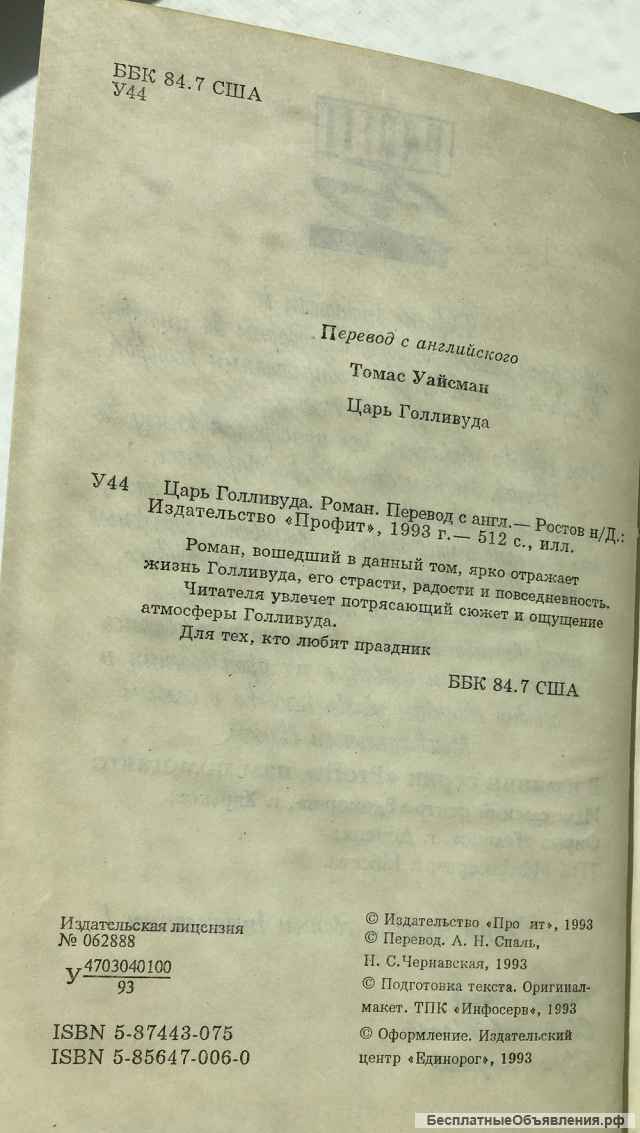 ББК 84.7 США
У44
Перевод с английского
Томас Уайсман
Царь Голливуда
У44 Царь Голливуда. Роман. Перевод с англ.— Ростов н/Д.:
Издательство «Профит», 1993 г.— 512 с., илл.
Роман, вошедший в данный том, ярко отражает
жизнь Голливуда, его страсти, радости и повседневность.
Читателя увлечет потрясающий сюжет и ощущение
атмосферы Голливуда.
Для тех, кто любит праздник
ББК 84.7 США
Издательская лицензия
№ 062888
У 4703040100
93
ISBN 5-87443-075
ISBN 5-85647-006-0
© Издательство «Про ит», 1993
© Перевод. А. Н. Спаль,
Н. С.Чернавская, 1993
© Подготовка текста. Оригинал-
макет. ТПК «Инфосерв», 1993
© Оформление. Издательский
центр «Единорог», 1993
БесплатныеОбъявления.рф